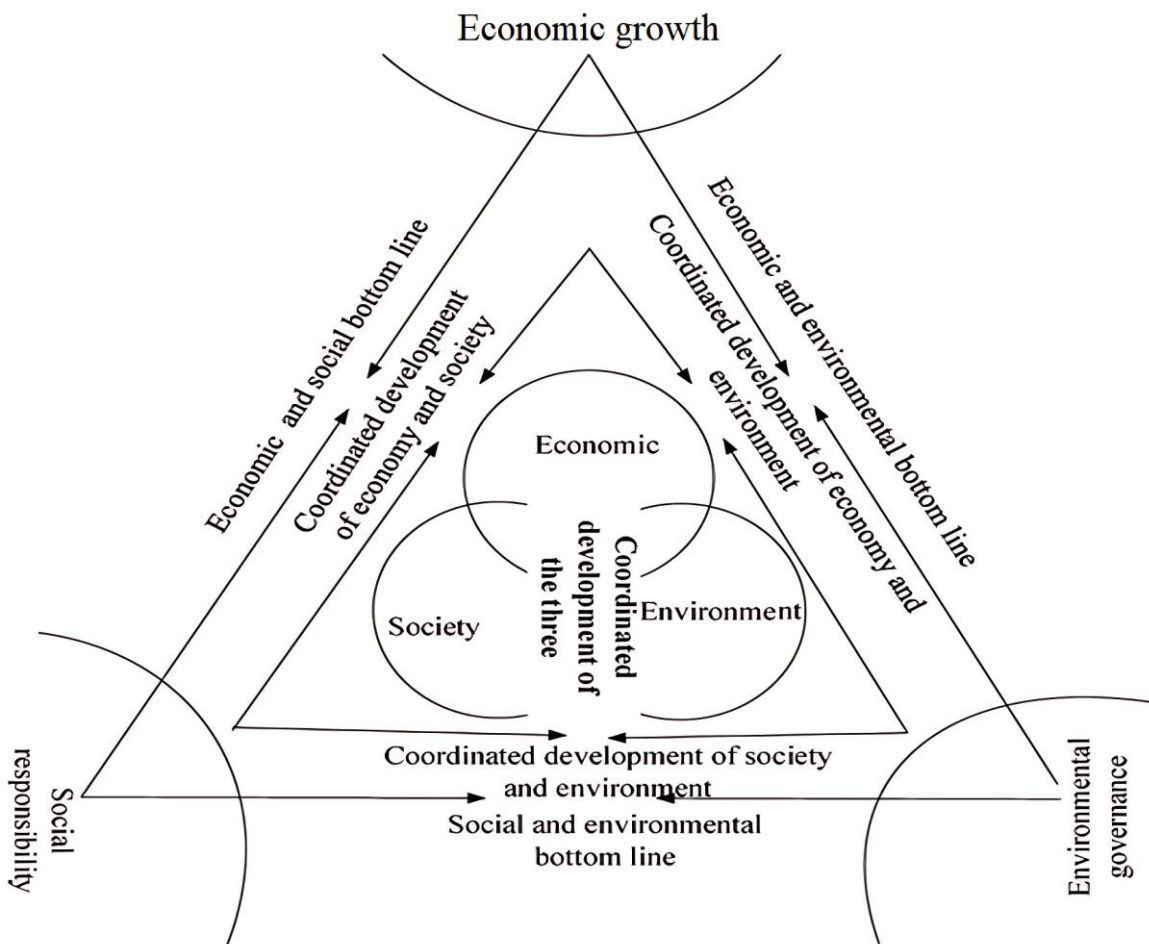 Economic growth
Economic and social bottom line
Coordinated development
of economy and society
Economic and environmental bottom line
Coordinated development of economy and
environment
Economic
Society
Coordinated
development of
the three
Environment
Coordinated development of society
and environment
Social and environmental
bottom line
Social
responsibility
Environmental
governance